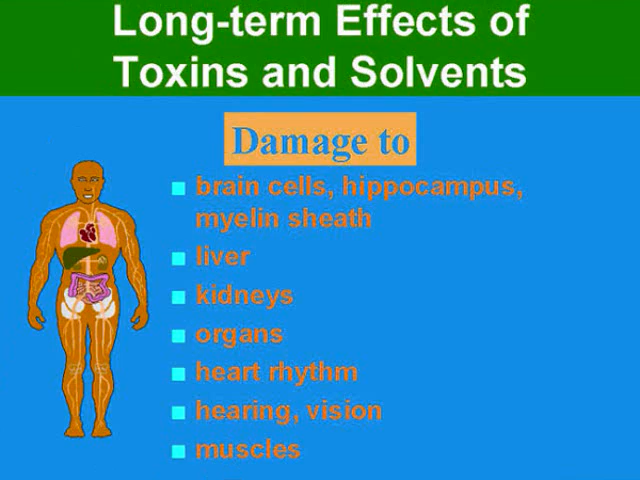 Long-term Effects of
Toxins and Solvents
Damage to
brain cells, hippocampus,
myelin sheath
liver
kidneys
organs
heart rhythm
hearing, vision
muscles